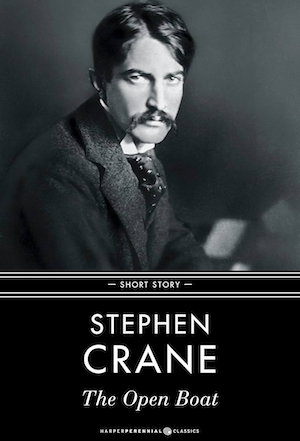 — SHORT STORY —
STEPHEN
CRANE
The Open Boat
HARPERPERENNIAL CLASSICS